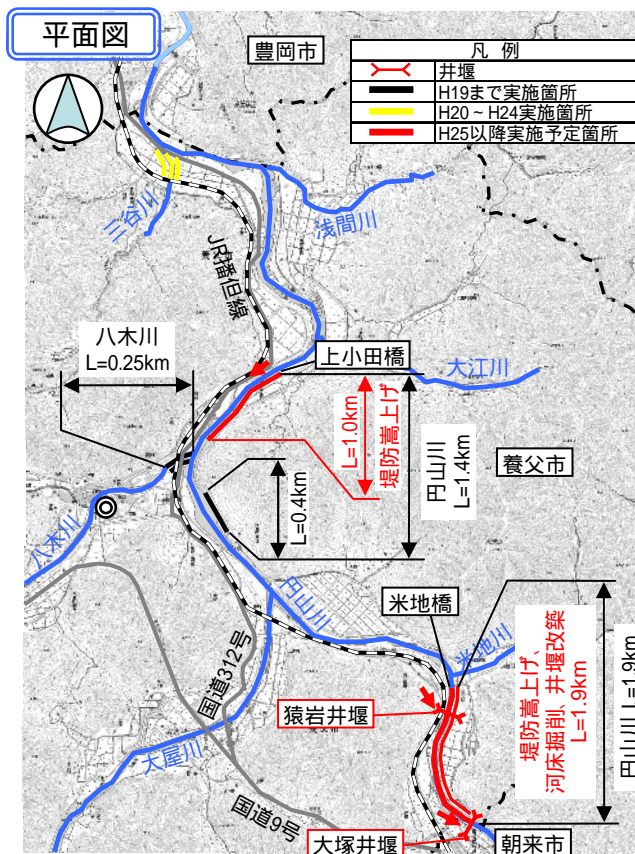 平面図
豊岡市
凡 例
井堰
H19まで実施箇所
H20～H24実施箇所
H25以降実施予定箇所
三谷川
浅間川
JR播但線
八木川
L=0.25km
上小田橋
大江川
L=1.0km
堤防嵩上げ
円山川
L=1.4km
養父市
L=0.4km
八木川
円山川
米地橋
米地川
国道312号
猿岩井堰
堤防嵩上げ、
河床掘削、井堰改築
L=1.9km
円山川 L=1.9km
大屋川
国道9号
大塚井堰
朝来市